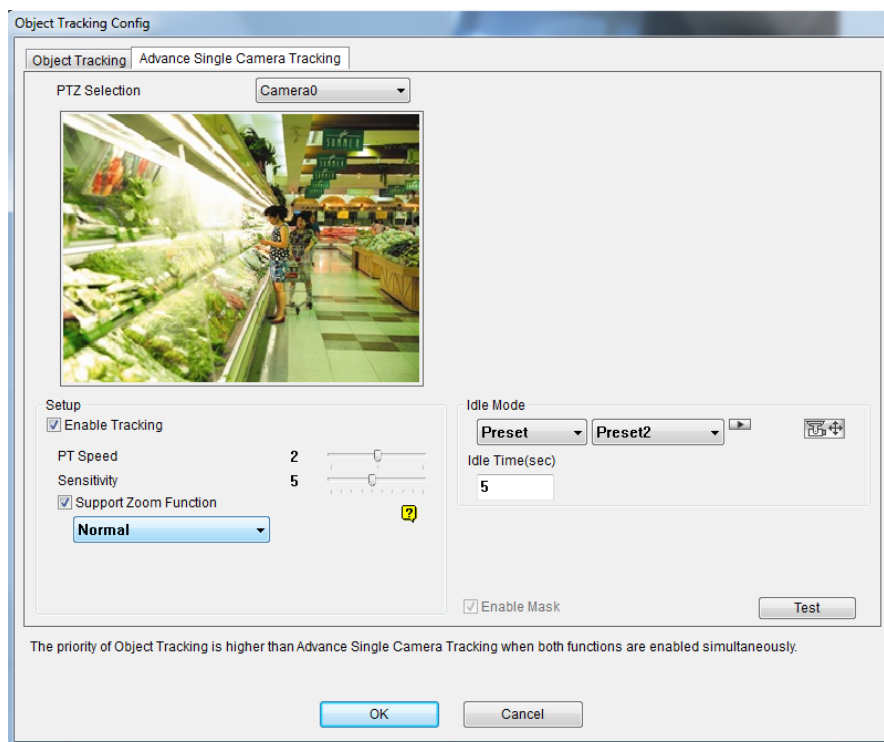 Object Tracking Config
Object Tracking
Advance Single Camera Tracking
PTZ Selection
Camera0
SUMMER
SUMMER
Setup
Enable Tracking
PT Speed
2
Sensitivity
5
Support Zoom Function
?
Normal
Idle Mode
Preset
Preset2
Idle Time(sec)
5
Enable Mask
Test
The priority of Object Tracking is higher than Advance Single Camera Tracking when both functions are enabled simultaneously.
OK
Cancel